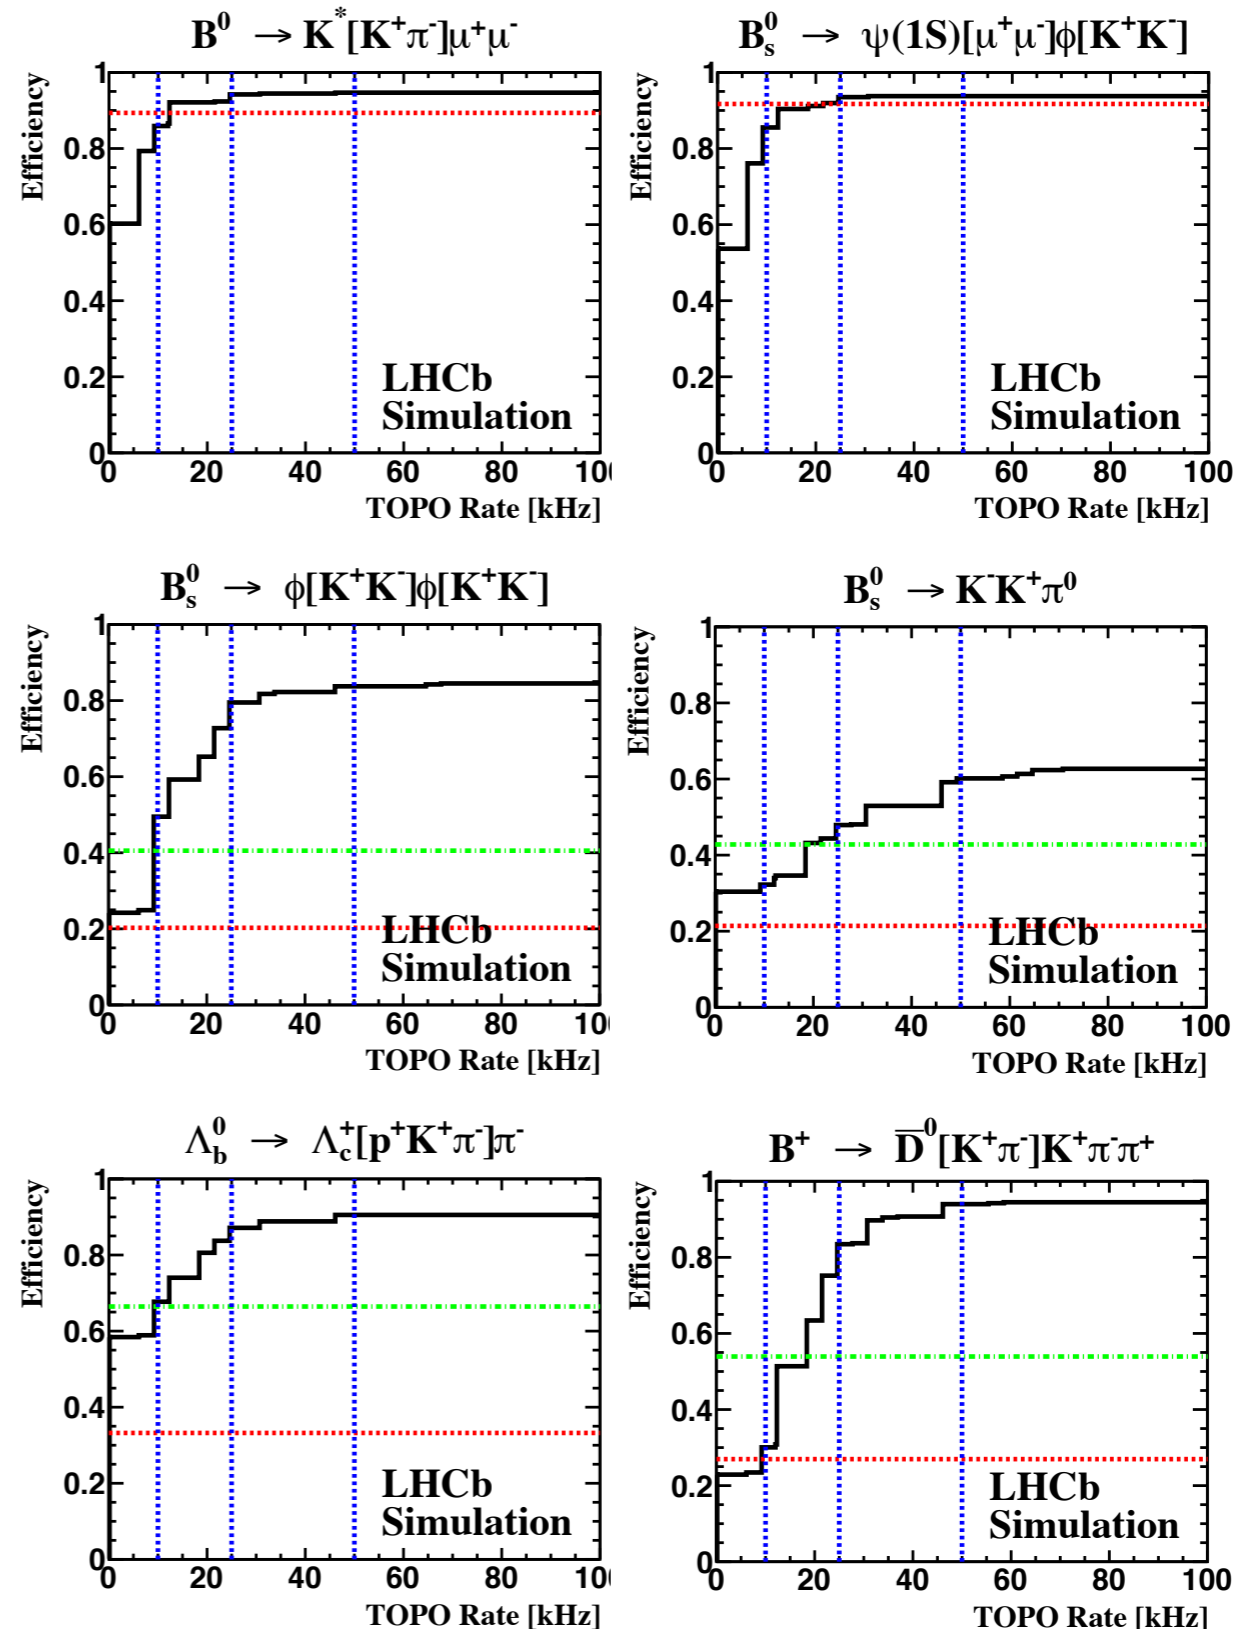 B⁰ → K*[K⁺π⁻]μ⁺μ⁻
Efficiency
1
0.8
0.6
0.4
0.2
0
LHCb
Simulation
0 20 40 60 80 10
TOPO Rate [kHz]
B⁰ₛ → ψ(1S)[μ⁺μ⁻]ϕ[K⁺K⁻]
Efficiency
1
0.8
0.6
0.4
0.2
0
LHCb
Simulation
0 20 40 60 80 100
TOPO Rate [kHz]
B⁰ₛ → ϕ[K⁺K⁻]ϕ[K⁺K⁻]
Efficiency
1
0.8
0.6
0.4
0.2
0
LHCb
Simulation
0 20 40 60 80 10
TOPO Rate [kHz]
B⁰ₛ → K⁻K⁺π⁰
Efficiency
1
0.8
0.6
0.4
0.2
0
LHCb
Simulation
0 20 40 60 80 100
TOPO Rate [kHz]
Λ⁰_b → Λ⁺_c[p⁺K⁺π⁻]π⁻
Efficiency
1
0.8
0.6
0.4
0.2
0
LHCb
Simulation
0 20 40 60 80 10
TOPO Rate [kHz]
B⁺ → D̅⁰[K⁺π⁻]K⁺π⁻π⁺
Efficiency
1
0.8
0.6
0.4
0.2
0
LHCb
Simulation
0 20 40 60 80 100
TOPO Rate [kHz]